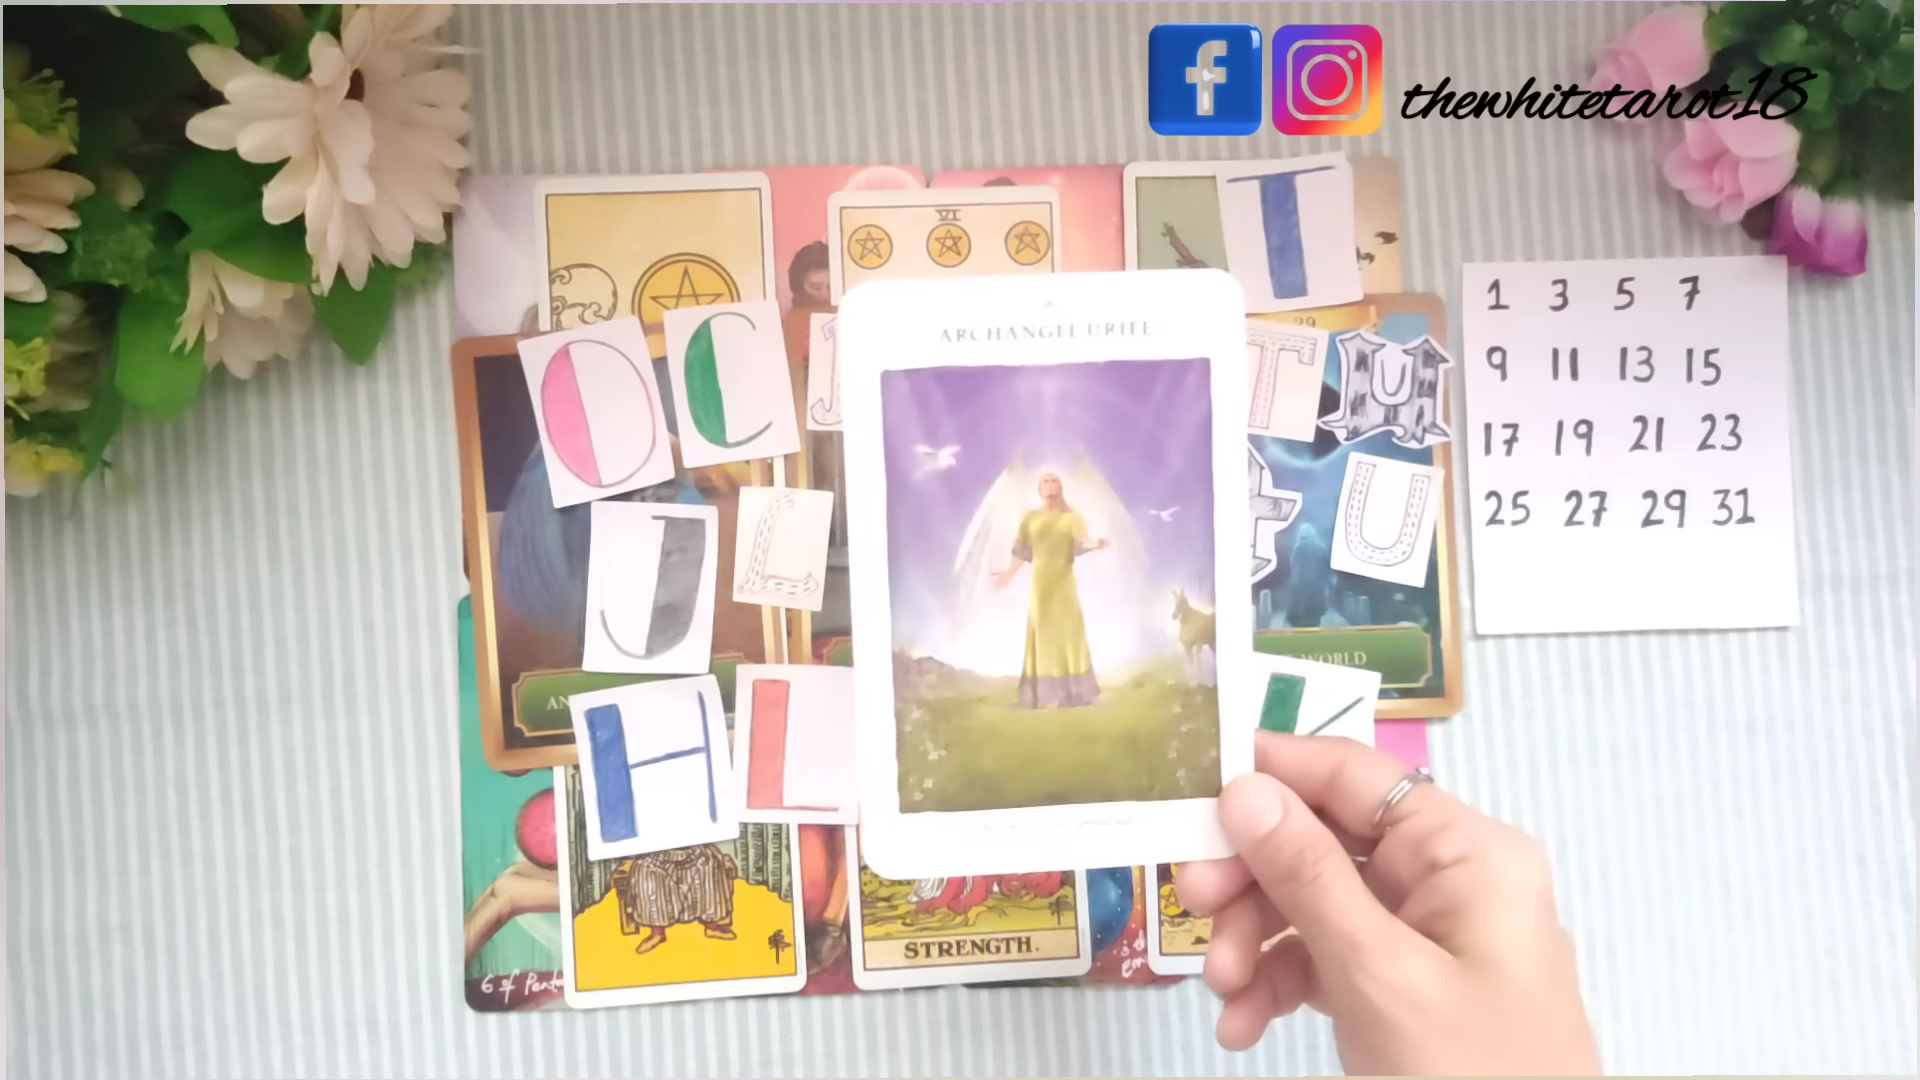 f
thewhitetarot18
T
VI
1 3 5 7
9 11 13 15
17 19 21 23
25 27 29 31
ARCHANGEL URIEL
O C
T U
J L
U
WORLD
H L
STRENGTH.
6 of